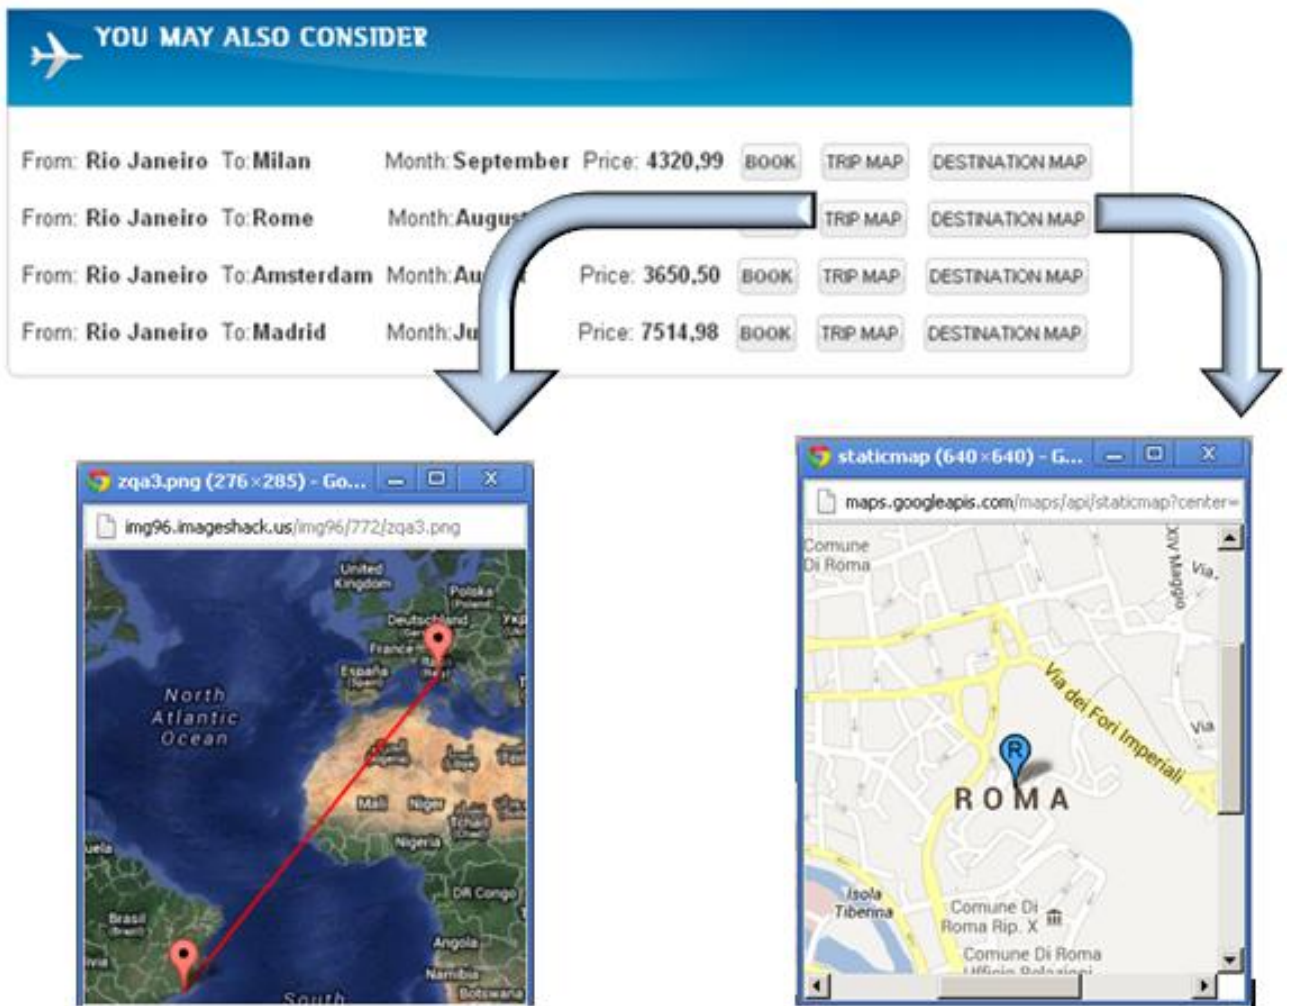 YOU MAY ALSO CONSIDER
From: Rio Janeiro To: Milan Month: September Price: 4320,99 BOOK TRIP MAP DESTINATION MAP
From: Rio Janeiro To: Rome Month: August TRIP MAP DESTINATION MAP
From: Rio Janeiro To: Amsterdam Month: Price: 3650,50 BOOK TRIP MAP DESTINATION MAP
From: Rio Janeiro To: Madrid Month: Price: 7514,98 BOOK TRIP MAP DESTINATION MAP
zqa3.png (276×285) - Go...
img96.imageshack.us/img96/772/zqa3.png
United
Kingdom
Polska
(Poland)
Deutschland
France
España
(Spain)
North
Atlantic
Ocean
Mali Niger
Nigeria
DR Congo
Brasil
(Brazil)
Angola
Namibia
Botswana
South
staticmap (640×640) - G...
maps.googleapis.com/maps/api/staticmap?center=
Comune
Di Roma
XIV Maggio
Via.
Via dei Fori Imperiali
Via
R
ROMA
Isola
Tiberina
Comune Di
Roma Rip. X
Comune Di Roma